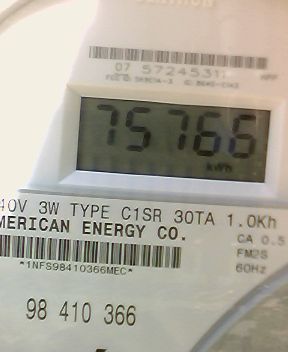 07 5724531
75766
kWh
40V 3W TYPE C1SR 30TA 1.0Kh
MERICAN ENERGY CO.
CA 0.5
*1NFS98410366MEC*
FM2S
60Hz
98 410 366